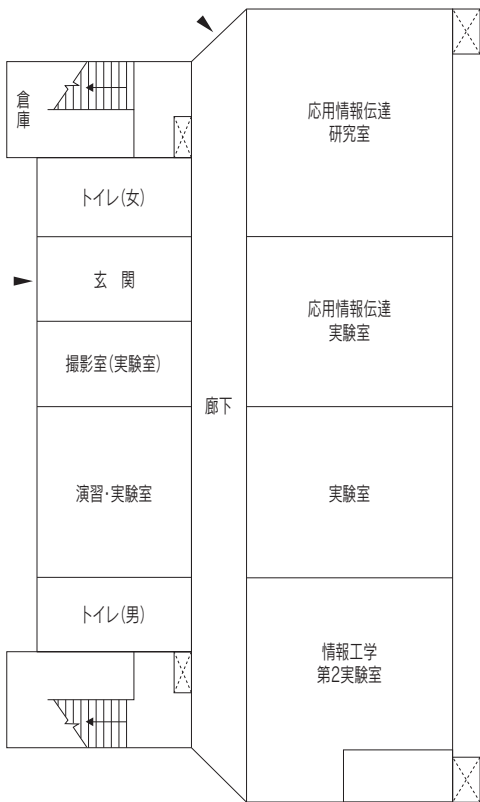 倉庫
応用情報伝達
研究室
トイレ(女)
玄　関
応用情報伝達
実験室
撮影室(実験室)
廊下
演習・実験室
実験室
トイレ(男)
情報工学
第2実験室